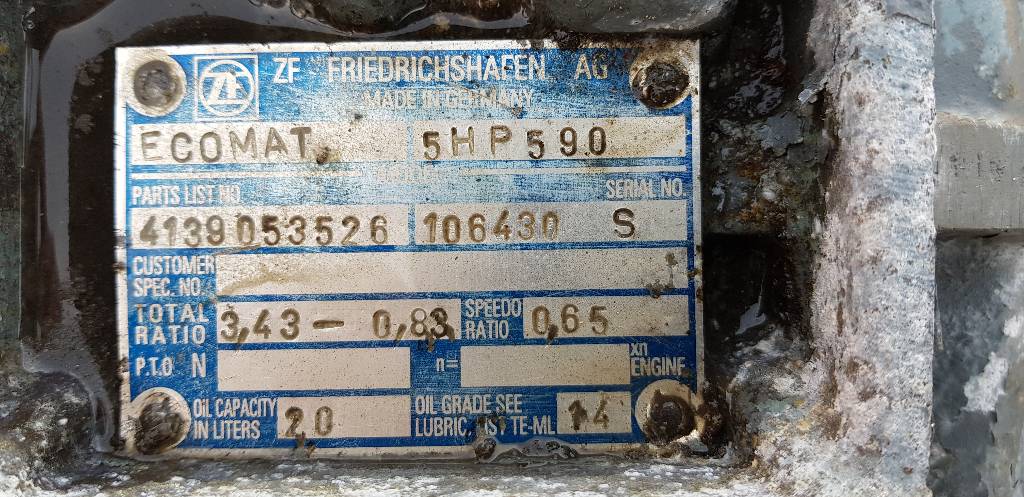 ZF ZF FRIEDRICHSHAFEN AG
MADE IN GERMANY
ECOMAT 5HP590
PARTS LIST NO. SERIAL NO.
4139053526 106430 S
CUSTOMER
SPEC. NO.
TOTAL
RATIO 3,43 - 0,83 SPEEDO
RATIO 0,65
P.T.O N n= xn
ENGINE
OIL CAPACITY
IN LITERS 20 OIL GRADE SEE
LUBRIC. TE-ML 14